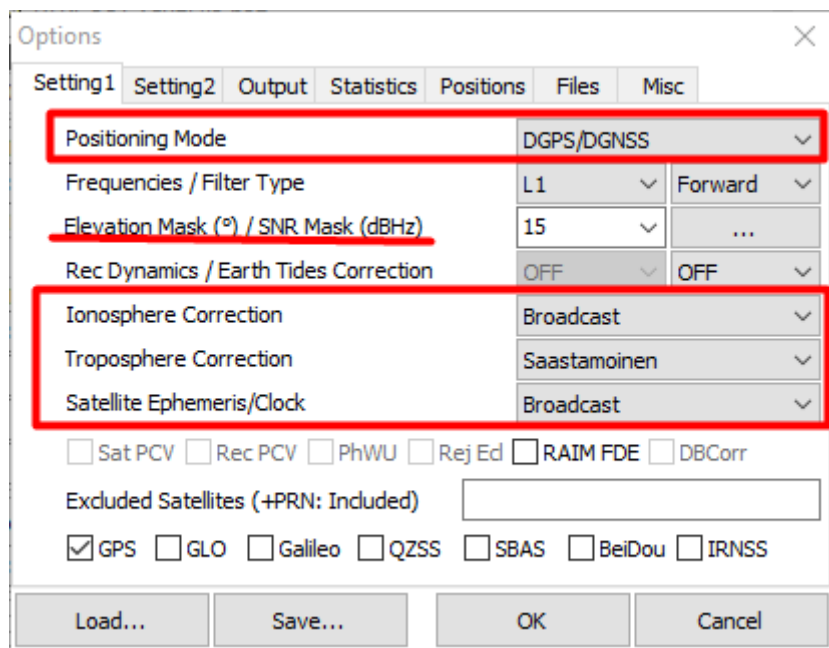 Options
Setting1 Setting2 Output Statistics Positions Files Misc
Positioning Mode DGPS/DGNSS
Frequencies / Filter Type L1 Forward
Elevation Mask (°) / SNR Mask (dBHz) 15 ...
Rec Dynamics / Earth Tides Correction OFF OFF
Ionosphere Correction Broadcast
Troposphere Correction Saastamoinen
Satellite Ephemeris/Clock Broadcast
Sat PCV Rec PCV PhWU Rej Ecl RAIM FDE DBCorr
Excluded Satellites (+PRN: Included)
GPS GLO Galileo QZSS SBAS BeiDou IRNSS
Load... Save... OK Cancel